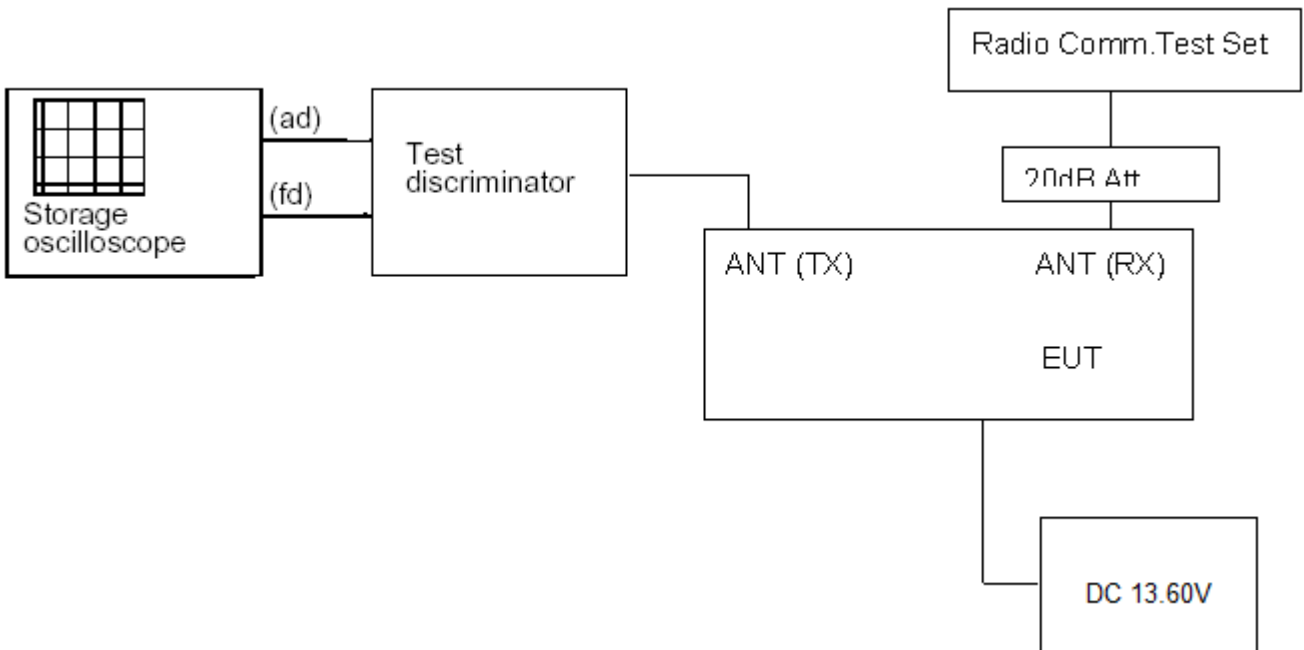 Radio Comm.Test Set
(ad)
Test
discriminator
20dB Att
(fd)
Storage
oscilloscope
ANT (TX)
ANT (RX)
EUT
DC 13.60V